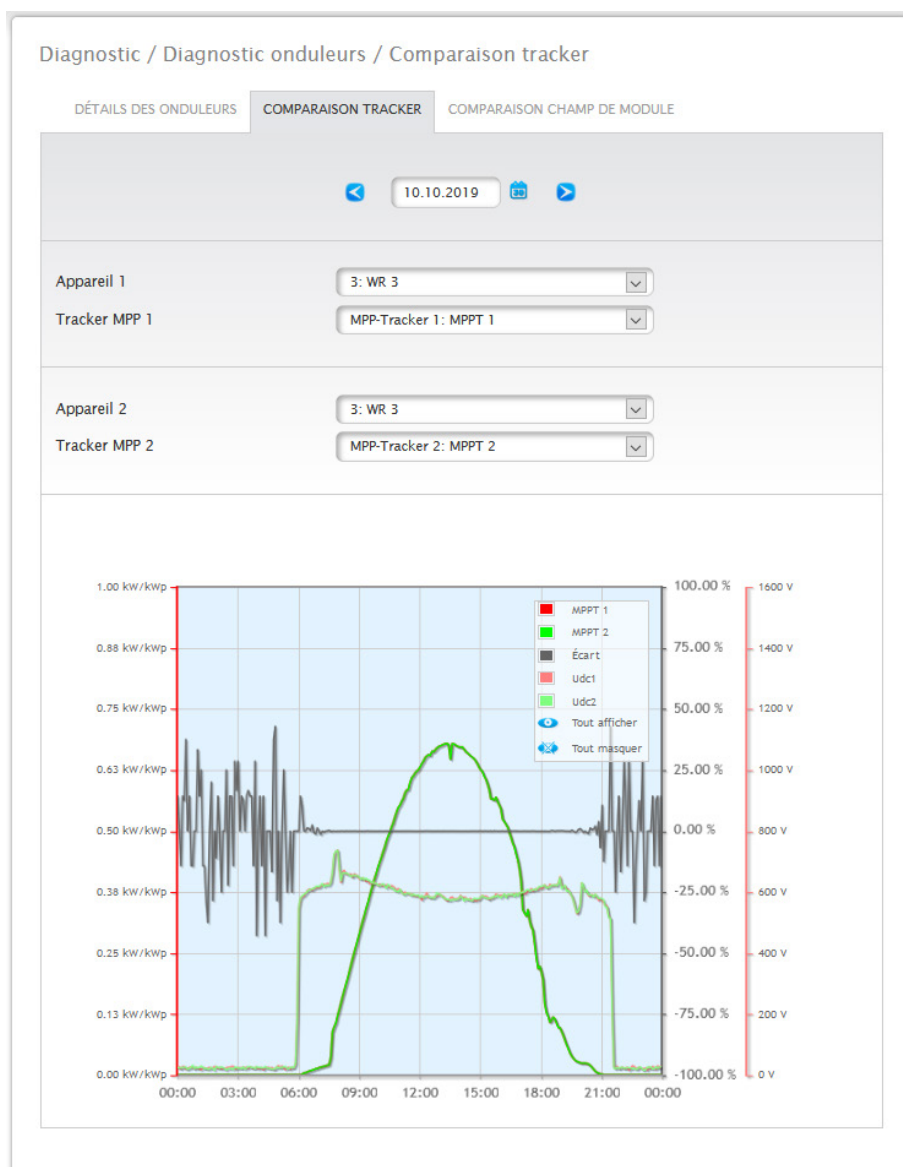 Diagnostic / Diagnostic onduleurs / Comparaison tracker
DÉTAILS DES ONDULEURS COMPARAISON TRACKER COMPARAISON CHAMP DE MODULE
10.10.2019
Appareil 1 3: WR 3
Tracker MPP 1 MPP-Tracker 1: MPPT 1
Appareil 2 3: WR 3
Tracker MPP 2 MPP-Tracker 2: MPPT 2
1.00 kW/kWp 100.00 % 1600 V
MPPT 1
MPPT 2
0.88 kW/kWp 75.00 % 1400 V
Écart
Udc1
Udc2
0.75 kW/kWp 50.00 % 1200 V
Tout afficher
Tout masquer
0.63 kW/kWp 25.00 % 1000 V
0.50 kW/kWp 0.00 % 800 V
0.38 kW/kWp -25.00 % 600 V
0.25 kW/kWp -50.00 % 400 V
0.13 kW/kWp -75.00 % 200 V
0.00 kW/kWp -100.00 % 0 V
00:00 03:00 06:00 09:00 12:00 15:00 18:00 21:00 00:00